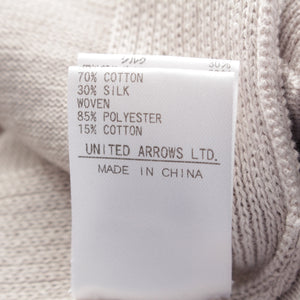 70% COTTON
30% SILK
WOVEN
85% POLYESTER
15% COTTON
UNITED ARROWS LTD.
MADE IN CHINA